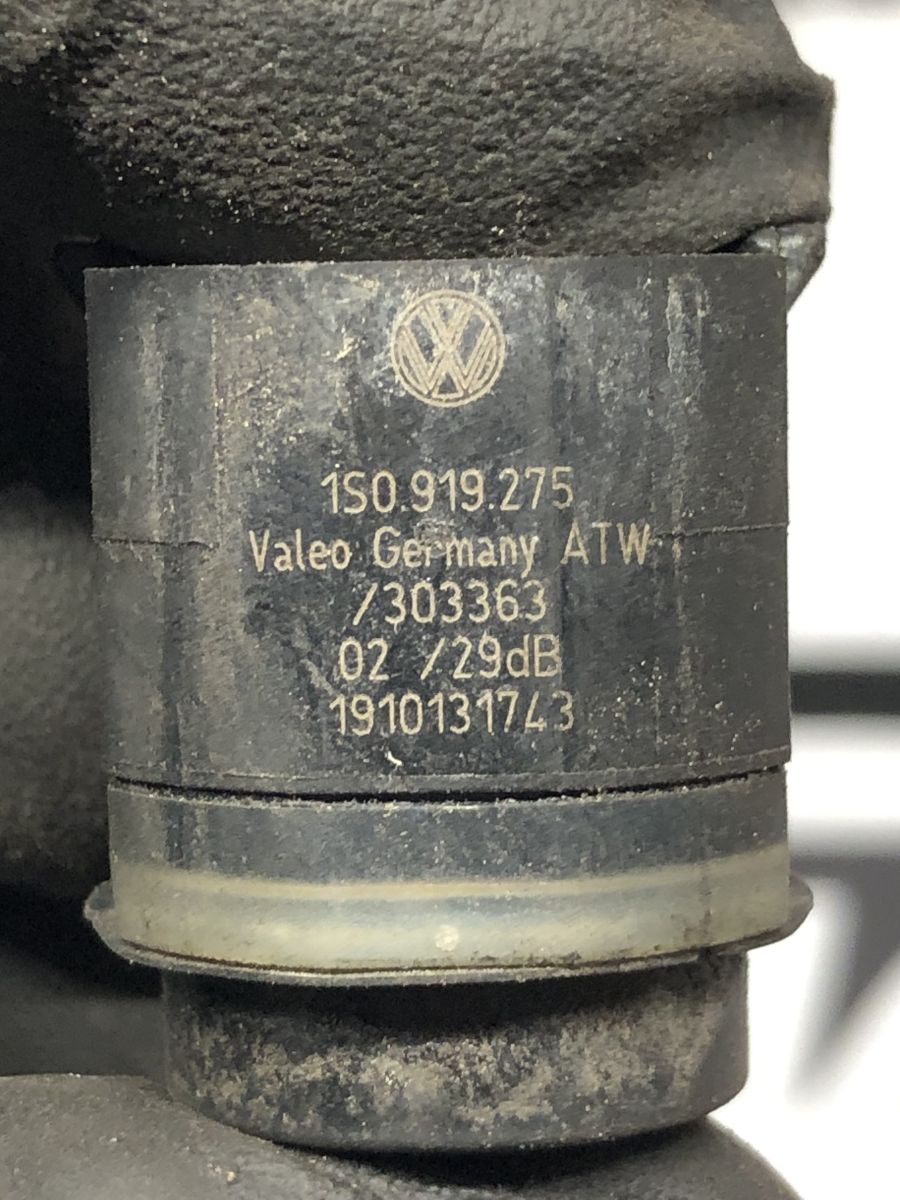 1S0.919.275
Valeo Germany ATW
/303363
02 /29dB
1910131743